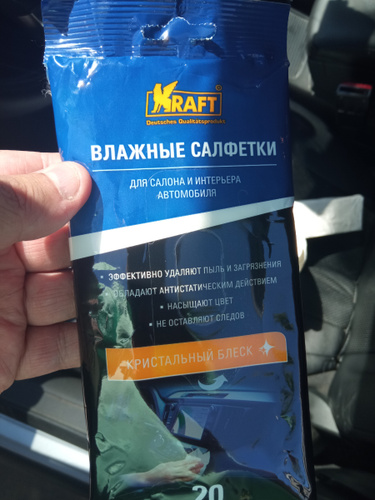 KRAFT®
Deutsches Qualitätsprodukt
ВЛАЖНЫЕ САЛФЕТКИ
ДЛЯ САЛОНА И ИНТЕРЬЕРА
АВТОМОБИЛЯ
• ЭФФЕКТИВНО УДАЛЯЮТ ПЫЛЬ И ЗАГРЯЗНЕНИЯ
• ОБЛАДАЮТ АНТИСТАТИЧЕСКИМ ДЕЙСТВИЕМ
• НАСЫЩАЮТ ЦВЕТ
• НЕ ОСТАВЛЯЮТ СЛЕДОВ
КРИСТАЛЬНЫЙ БЛЕСК
20